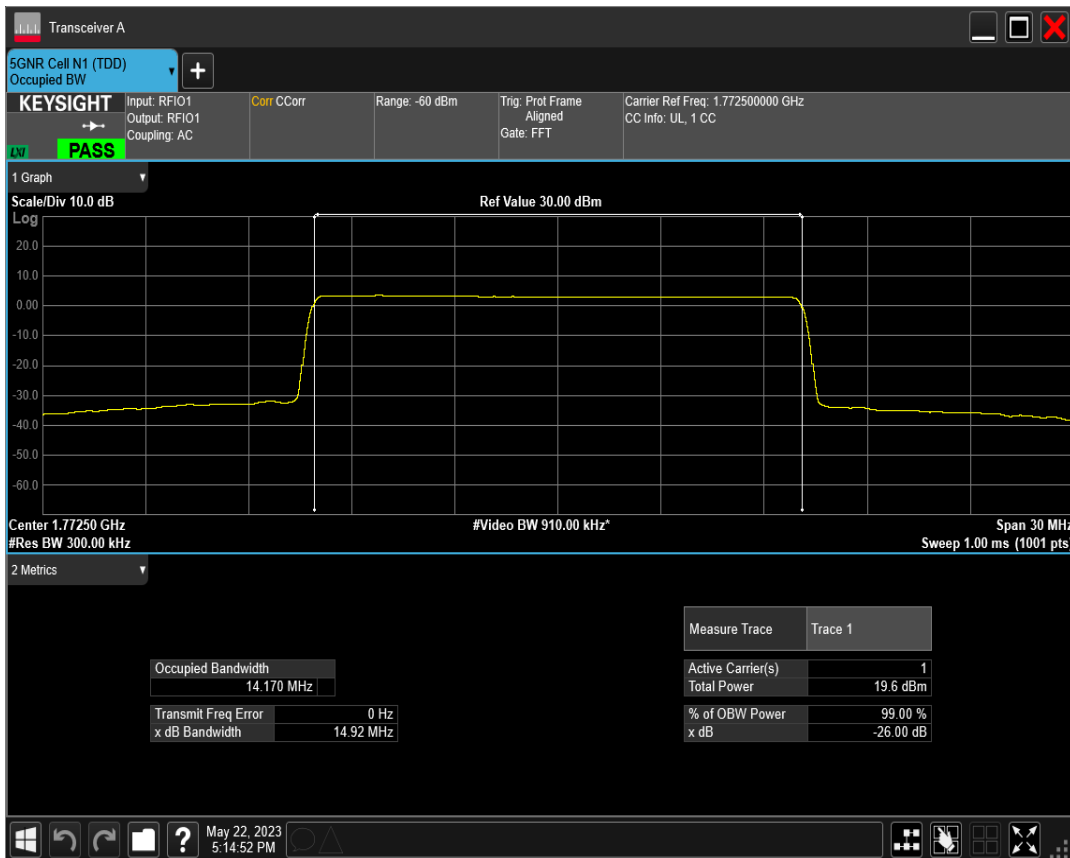 Transceiver A
5GNR Cell N1 (TDD)
Occupied BW
+
KEYSIGHT
LXI
PASS
Input: RFIO1
Output: RFIO1
Coupling: AC
Corr CCorr
Range: -60 dBm
Trig: Prot Frame
Aligned
Gate: FFT
Carrier Ref Freq: 1.772500000 GHz
CC Info: UL, 1 CC
1 Graph
Scale/Div 10.0 dB
Ref Value 30.00 dBm
Log
20.0
10.0
0.00
-10.0
-20.0
-30.0
-40.0
-50.0
-60.0
Center 1.77250 GHz
#Video BW 910.00 kHz*
Span 30 MHz
#Res BW 300.00 kHz
Sweep 1.00 ms (1001 pts)
2 Metrics
Measure Trace Trace 1
Occupied Bandwidth
14.170 MHz
Active Carrier(s) 1
Total Power 19.6 dBm
Transmit Freq Error 0 Hz
x dB Bandwidth 14.92 MHz
% of OBW Power 99.00 %
x dB -26.00 dB
?
May 22, 2023
5:14:52 PM